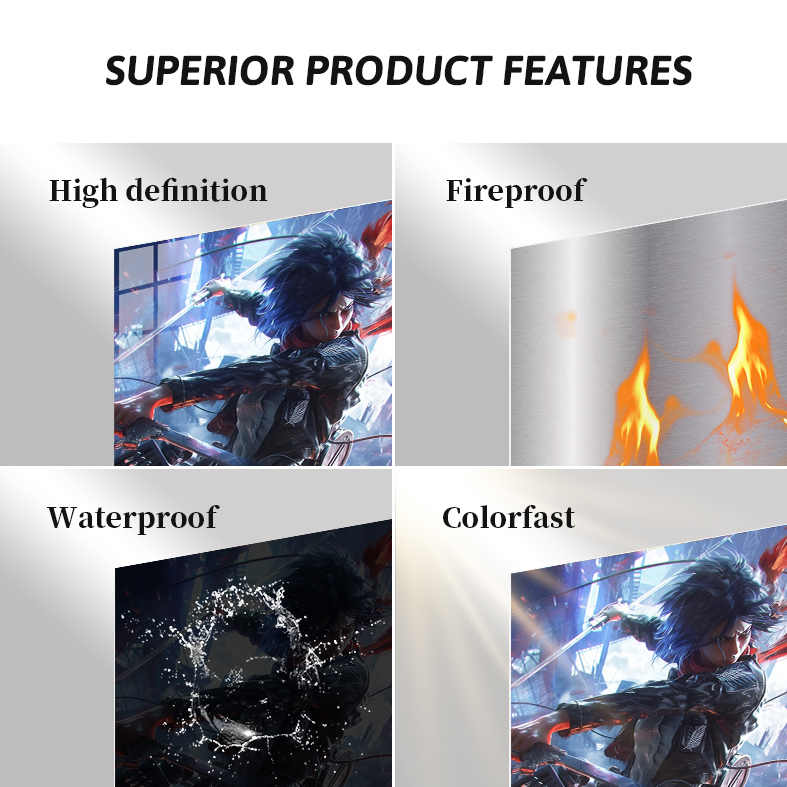 SUPERIOR PRODUCT FEATURES
High definition
Fireproof
Waterproof
Colorfast